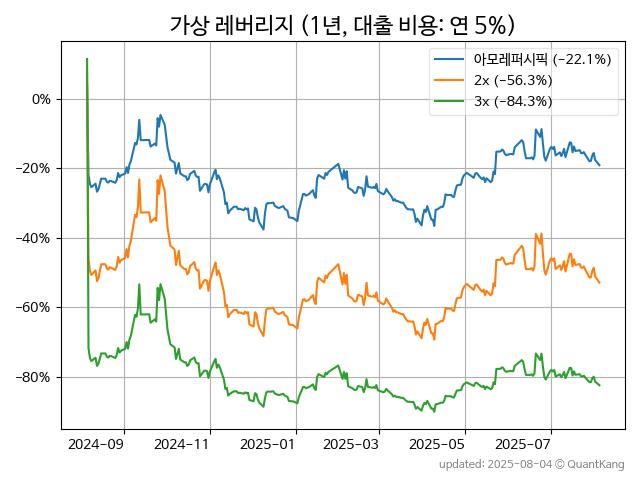 가상 레버리지 (1년, 대출 비용: 연 5%)
아모레퍼시픽 (−22.1%)
2x (−56.3%)
3x (−84.3%)
0%
−20%
−40%
−60%
−80%
2024-09
2024-11
2025-01
2025-03
2025-05
2025-07
updated: 2025-08-04 © QuantKang